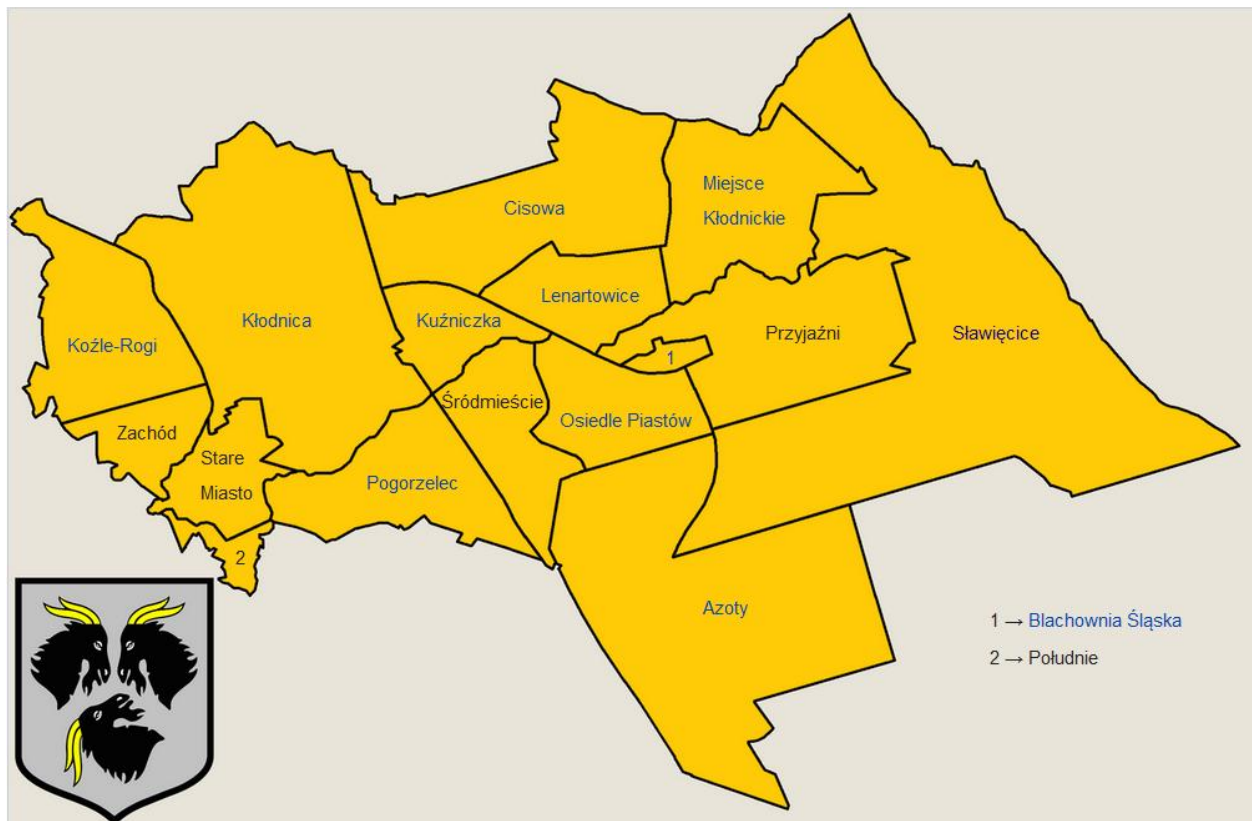 Miejsce
Kłodnickie
Cisowa
Lenartowice
Kłodnica
Kuźniczka
Przyjaźni
Sławięcice
Koźle-Rogi
1
Śródmieście
Osiedle Piastów
Zachód
Stare
Miasto
Pogorzelec
2
Azoty
1 → Blachownia Śląska
2 → Południe